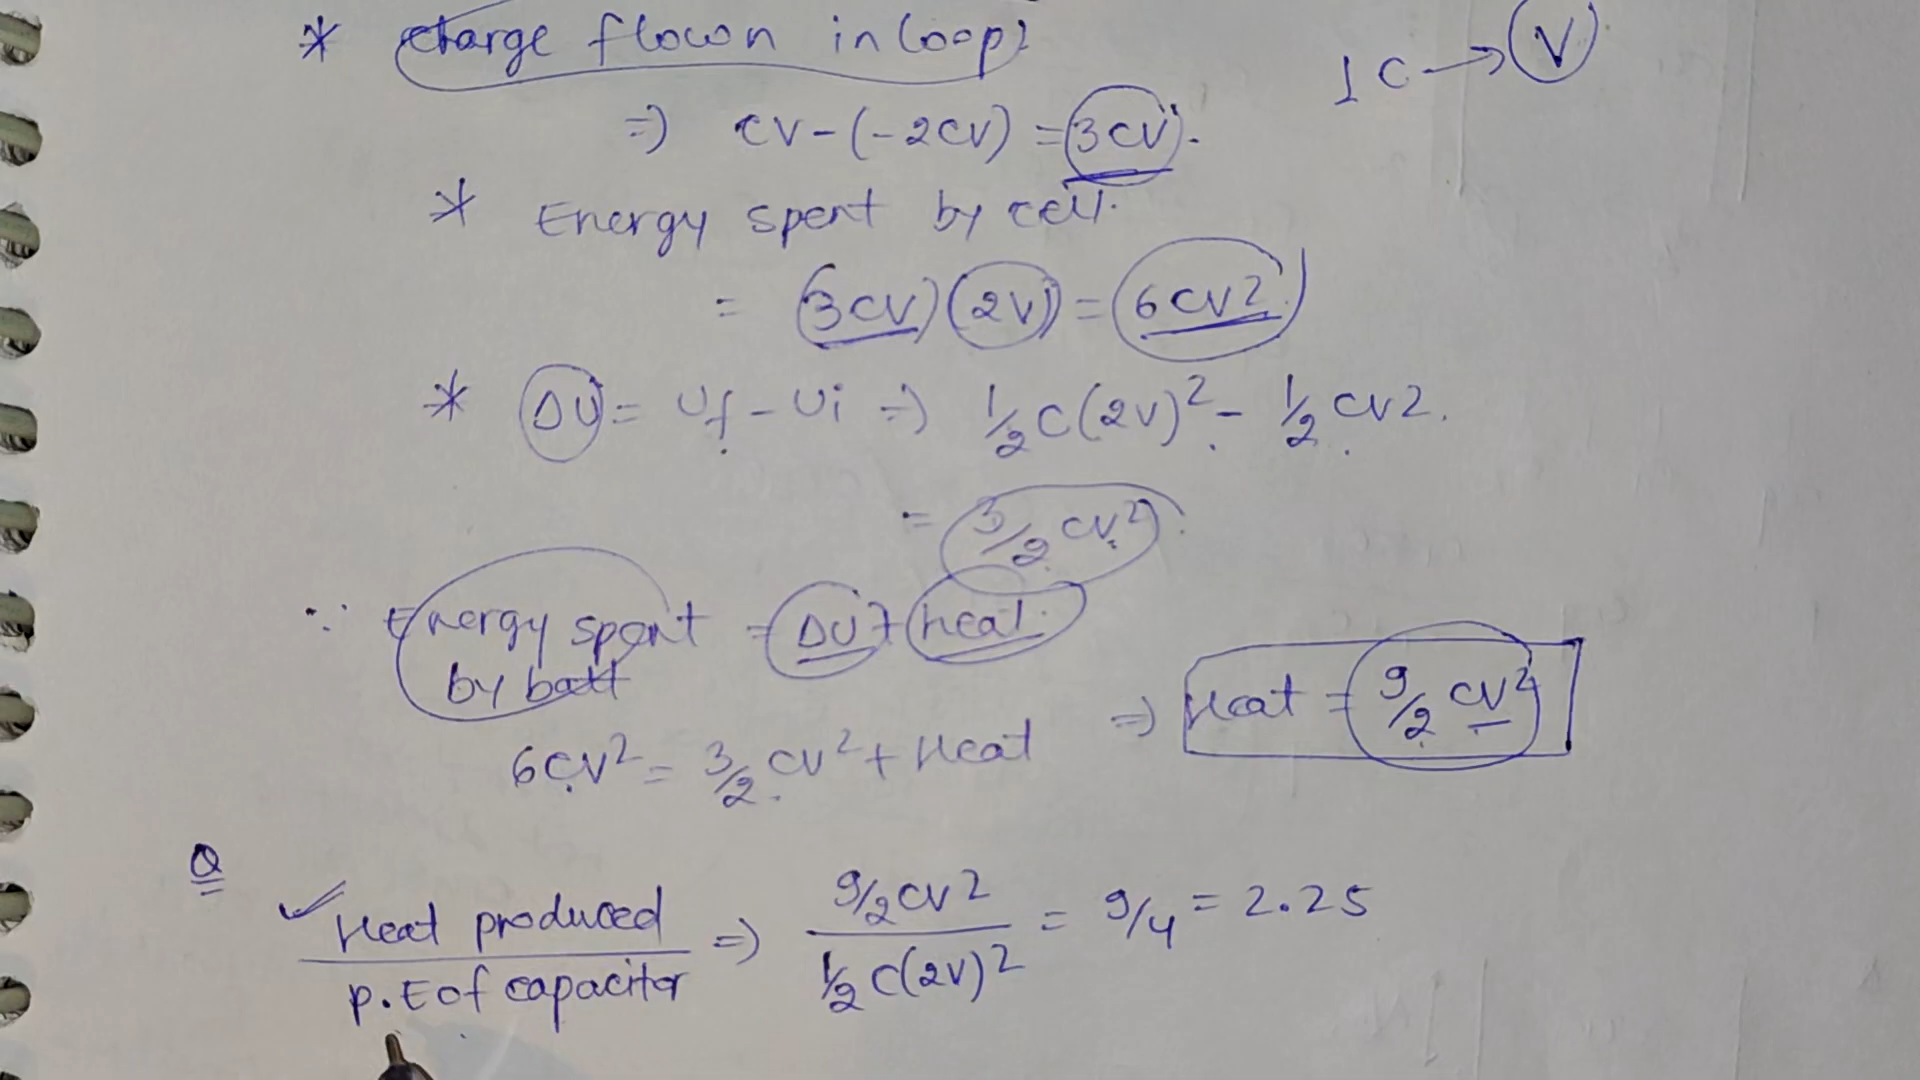 * charge flown in loop:
1C → V
=) CV-(-2CV) = 3CV.
* Energy spent by cell.
= (3CV)(2V) = 6CV²
* ΔU = Uf - Ui =) ½C(2V)² - ½CV2.
= 3/2 CV².
∵ Energy spent = ΔU + heat.
by batt
=) Heat = 9/2 CV²
6CV² = 3/2 CV² + Heat
Q
✓ Heat produced =) 9/2CV2 = 9/4 = 2.25
P.E of capacitor ½C(2V)²